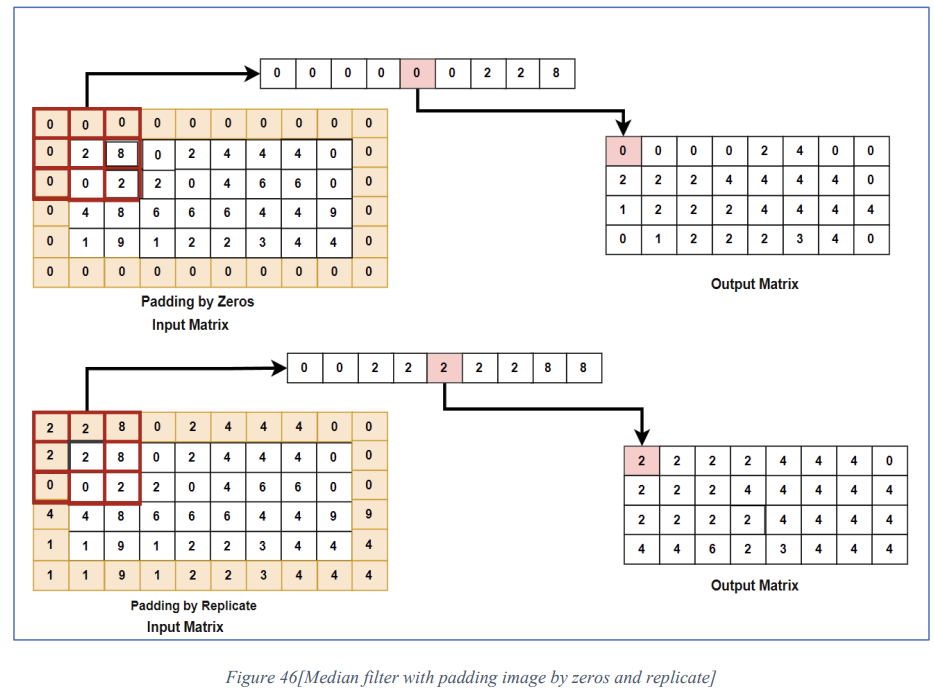 0 0 0 0 0 0 2 2 8
0 0 0 0 0 0 0 0 0 0
0 2 8 0 2 4 4 4 0 0
0 0 2 2 0 4 6 6 0 0
0 4 8 6 6 6 4 4 9 0
0 1 9 1 2 2 3 4 4 0
0 0 0 0 0 0 0 0 0 0
Padding by Zeros
Input Matrix
0 0 0 0 2 4 0 0
2 2 2 4 4 4 4 0
1 2 2 2 4 4 4 4
0 1 2 2 2 3 4 0
Output Matrix
0 0 2 2 2 2 2 8 8
2 2 8 0 2 4 4 4 0 0
2 2 8 0 2 4 4 4 0 0
0 0 2 2 0 4 6 6 0 0
4 4 8 6 6 6 4 4 9 9
1 1 9 1 2 2 3 4 4 4
1 1 9 1 2 2 3 4 4 4
Padding by Replicate
Input Matrix
2 2 2 2 4 4 4 0
2 2 2 4 4 4 4 4
2 2 2 2 4 4 4 4
4 4 6 2 3 4 4 4
Output Matrix
Figure 46[Median filter with padding image by zeros and replicate]